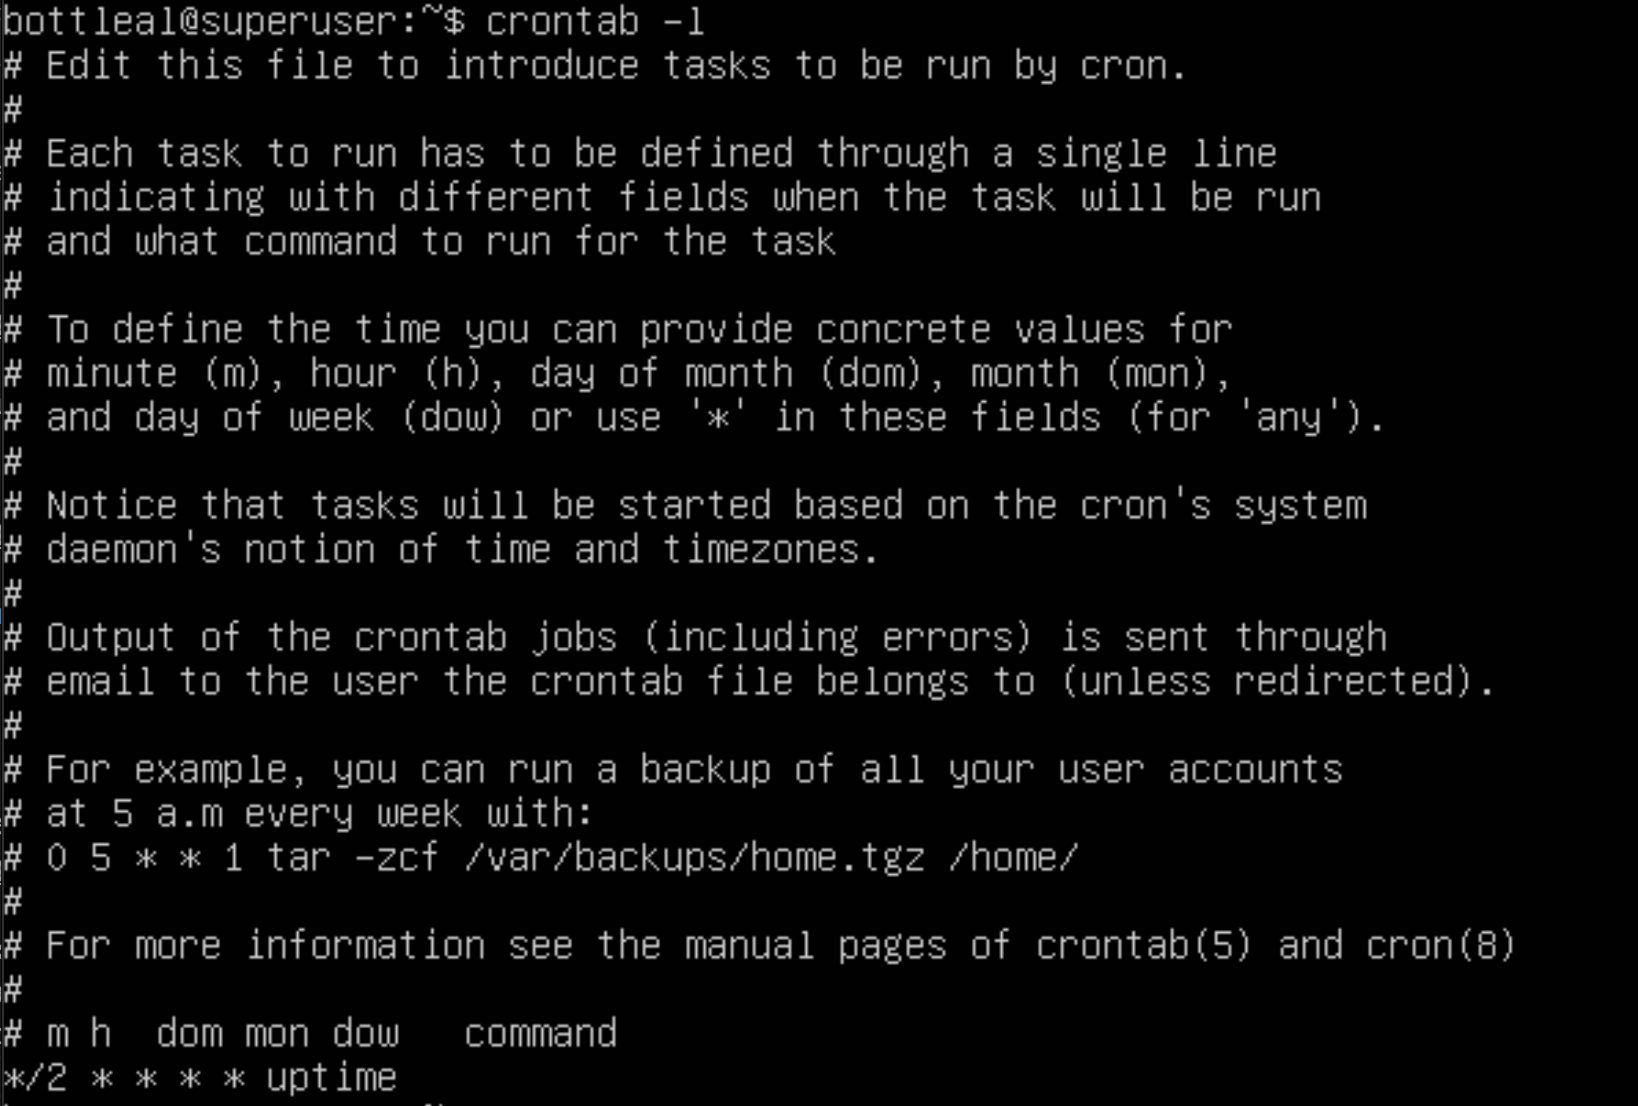 bottleal@superuser:~$ crontab -l
# Edit this file to introduce tasks to be run by cron.
#
# Each task to run has to be defined through a single line
# indicating with different fields when the task will be run
# and what command to run for the task
#
# To define the time you can provide concrete values for
# minute (m), hour (h), day of month (dom), month (mon),
# and day of week (dow) or use '*' in these fields (for 'any').
#
# Notice that tasks will be started based on the cron's system
# daemon's notion of time and timezones.
#
# Output of the crontab jobs (including errors) is sent through
# email to the user the crontab file belongs to (unless redirected).
#
# For example, you can run a backup of all your user accounts
# at 5 a.m every week with:
# 0 5 * * 1 tar -zcf /var/backups/home.tgz /home/
#
# For more information see the manual pages of crontab(5) and cron(8)
#
# m h  dom mon dow   command
*/2 * * * * uptime